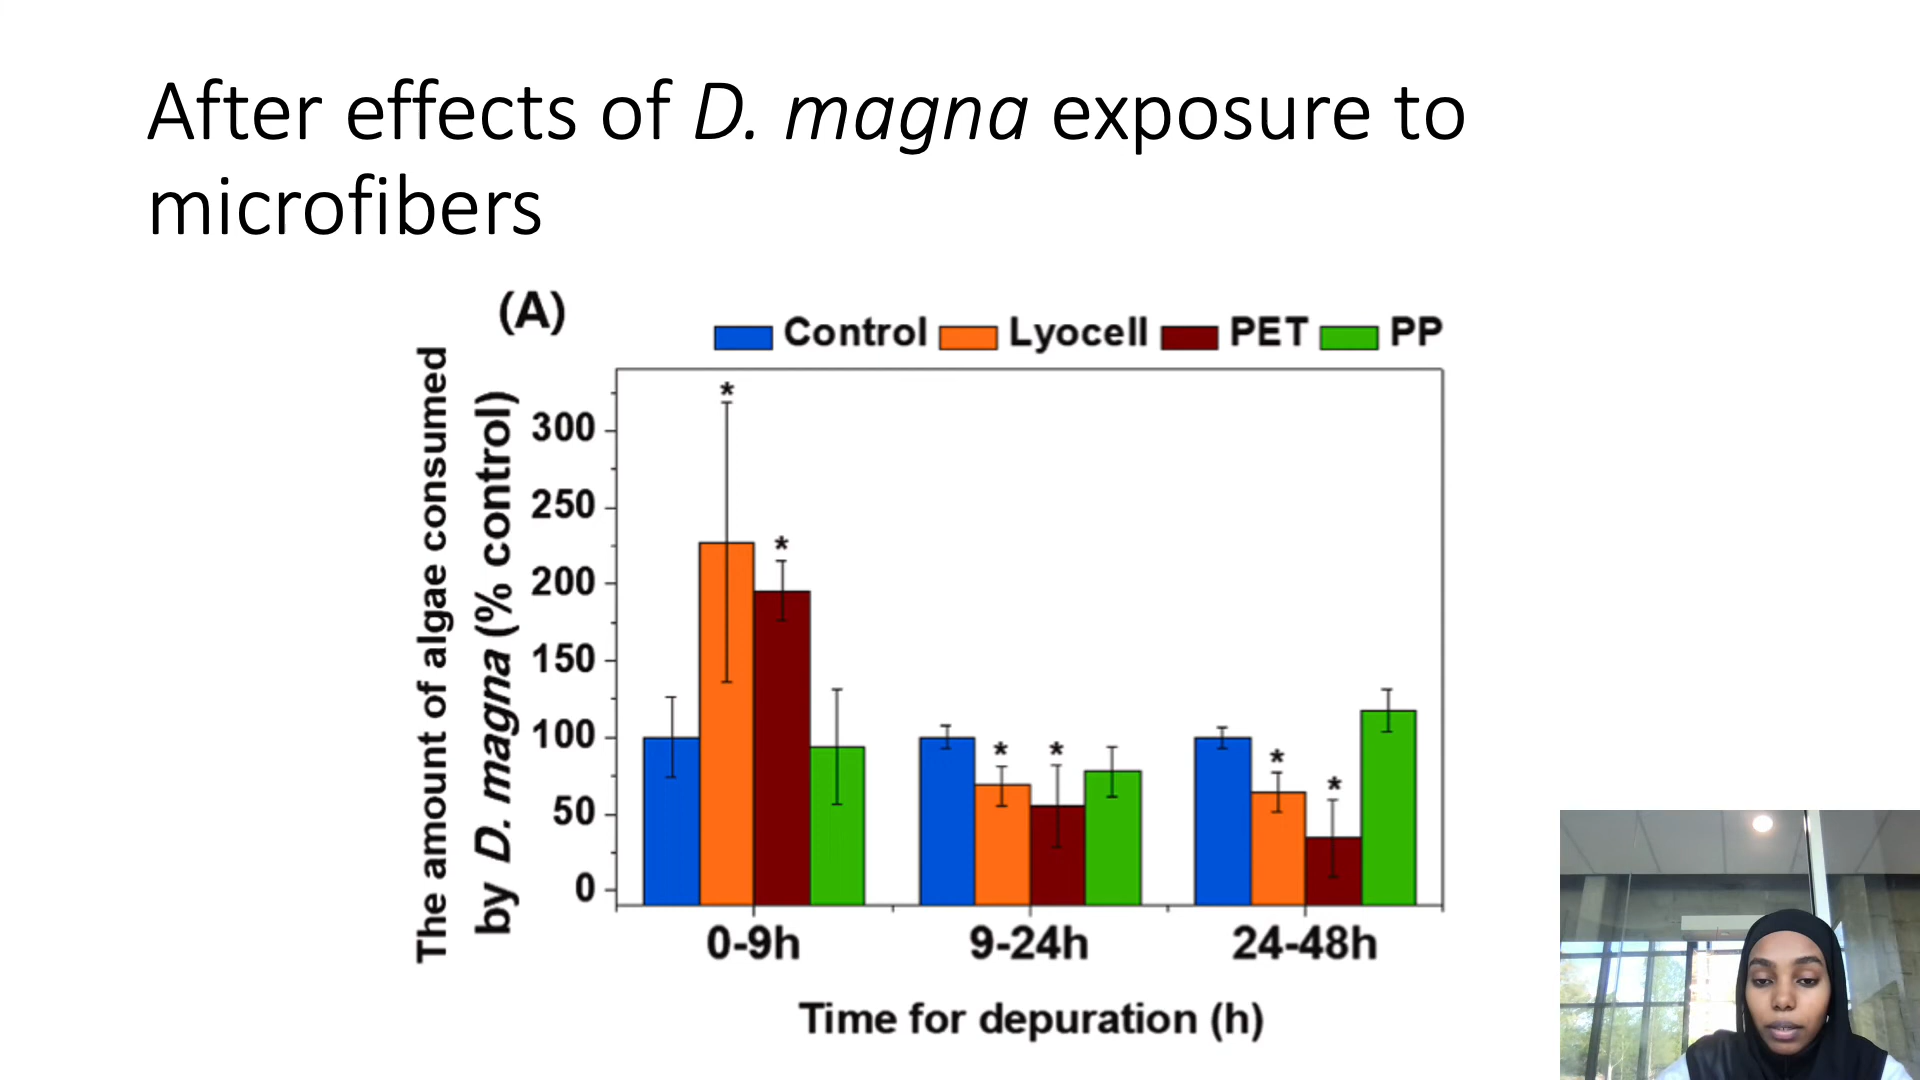 After effects of D. magna exposure to
microfibers
(A)
Control Lyocell PET PP
The amount of algae consumed
by D. magna (% control)
300
250
200
150
100
50
0
*
*
* *
*
*
0-9h 9-24h 24-48h
Time for depuration (h)